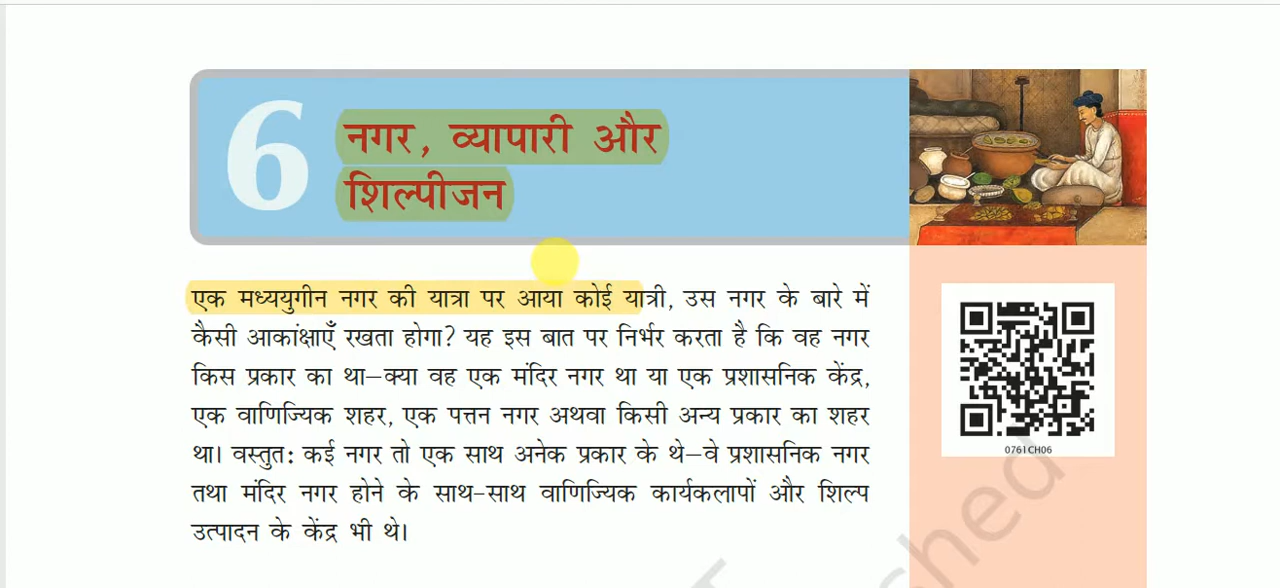 6
नगर, व्यापारी और
शिल्पीजन
एक मध्ययुगीन नगर की यात्रा पर आया कोई यात्री, उस नगर के बारे में
कैसी आकांक्षाएँ रखता होगा? यह इस बात पर निर्भर करता है कि वह नगर
किस प्रकार का था–क्या वह एक मंदिर नगर था या एक प्रशासनिक केंद्र,
एक वाणिज्यिक शहर, एक पत्तन नगर अथवा किसी अन्य प्रकार का शहर
था। वस्तुत: कई नगर तो एक साथ अनेक प्रकार के थे–वे प्रशासनिक नगर
तथा मंदिर नगर होने के साथ-साथ वाणिज्यिक कार्यकलापों और शिल्प
उत्पादन के केंद्र भी थे।
0761CH06
shed